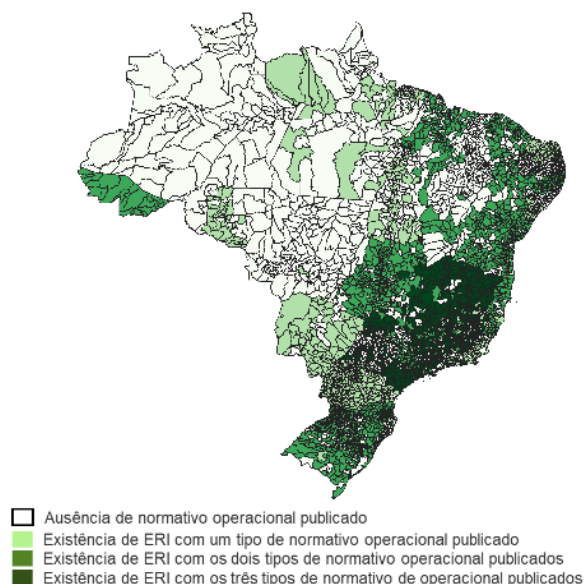 Ausência de normativo operacional publicado
Existência de ERI com um tipo de normativo operacional publicado
Existência de ERI com os dois tipos de normativo operacional publicados
Existência de ERI com os três tipos de normativo de operacional publicados